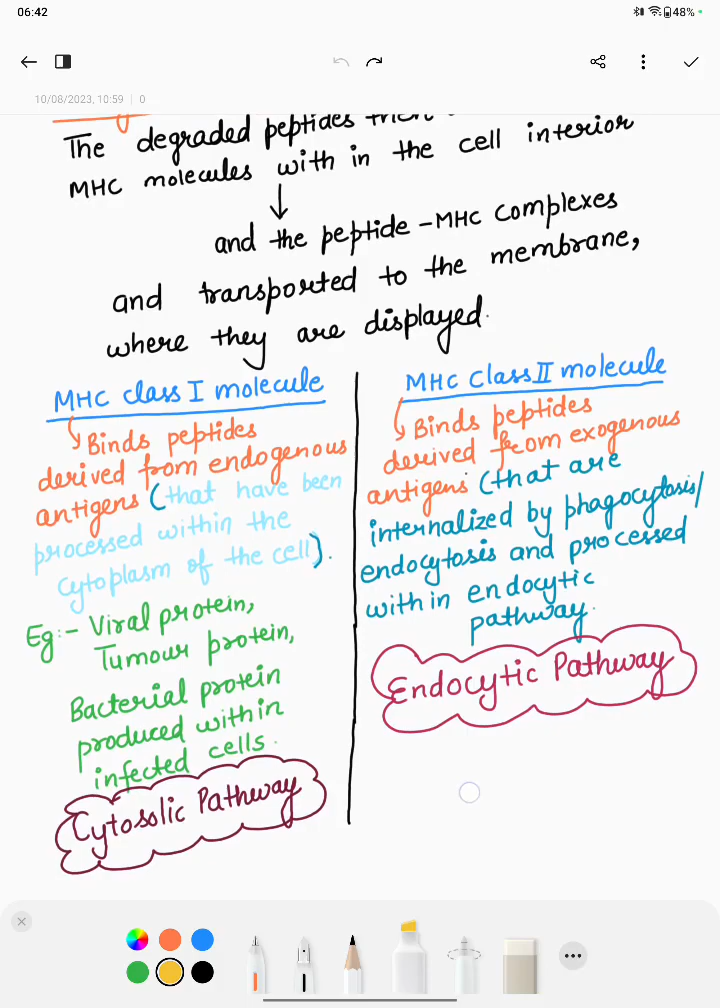 06:42
48%
10/08/2023, 10:59 | 0
The degraded peptides then
MHC molecules with in the cell interior
and the peptide-MHC complexes
and transported to the membrane,
where they are displayed.
MHC class I molecule
Binds peptides
derived from endogenous
antigens (that have been
processed within the
cytoplasm of the cell).
Eg:- Viral protein,
Tumour protein,
Bacterial protein
produced within
infected cells.
Cytosolic Pathway
MHC Class II molecule
Binds peptides
derived from exogenous
antigens (that are
internalized by phagocytosis/
endocytosis and processed
within endocytic
pathway.
Endocytic Pathway